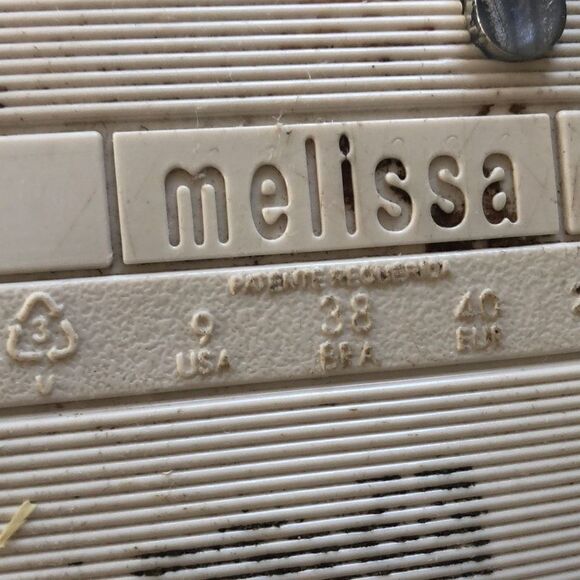 melissa
PATENTE REQUERIDA
3 9 38 40
V USA BRA EUR